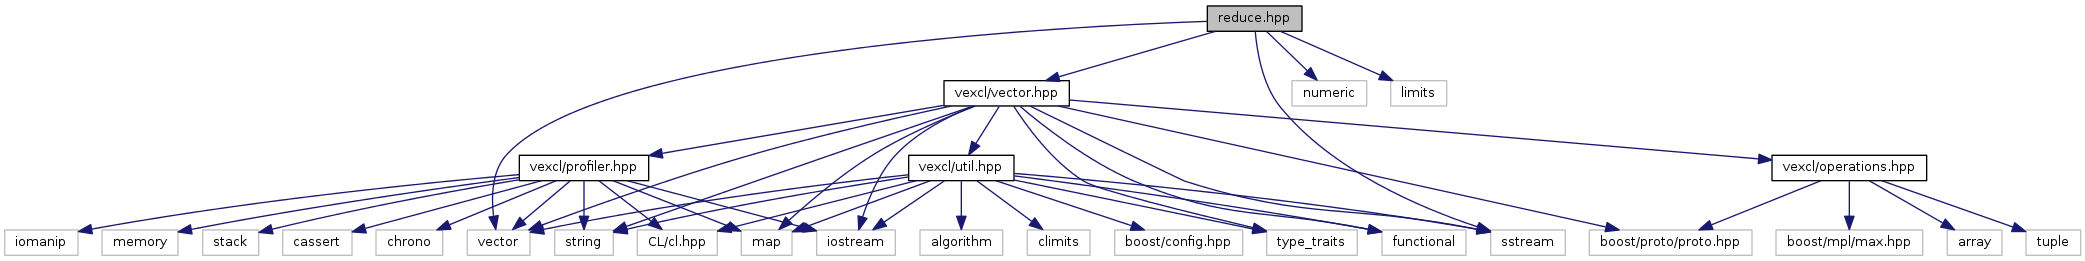 reduce.hpp
vexcl/vector.hpp
numeric
limits
vexcl/profiler.hpp
vexcl/util.hpp
vexcl/operations.hpp
iomanip
memory
stack
cassert
chrono
vector
string
CL/cl.hpp
map
iostream
algorithm
climits
boost/config.hpp
type_traits
functional
sstream
boost/proto/proto.hpp
boost/mpl/max.hpp
array
tuple